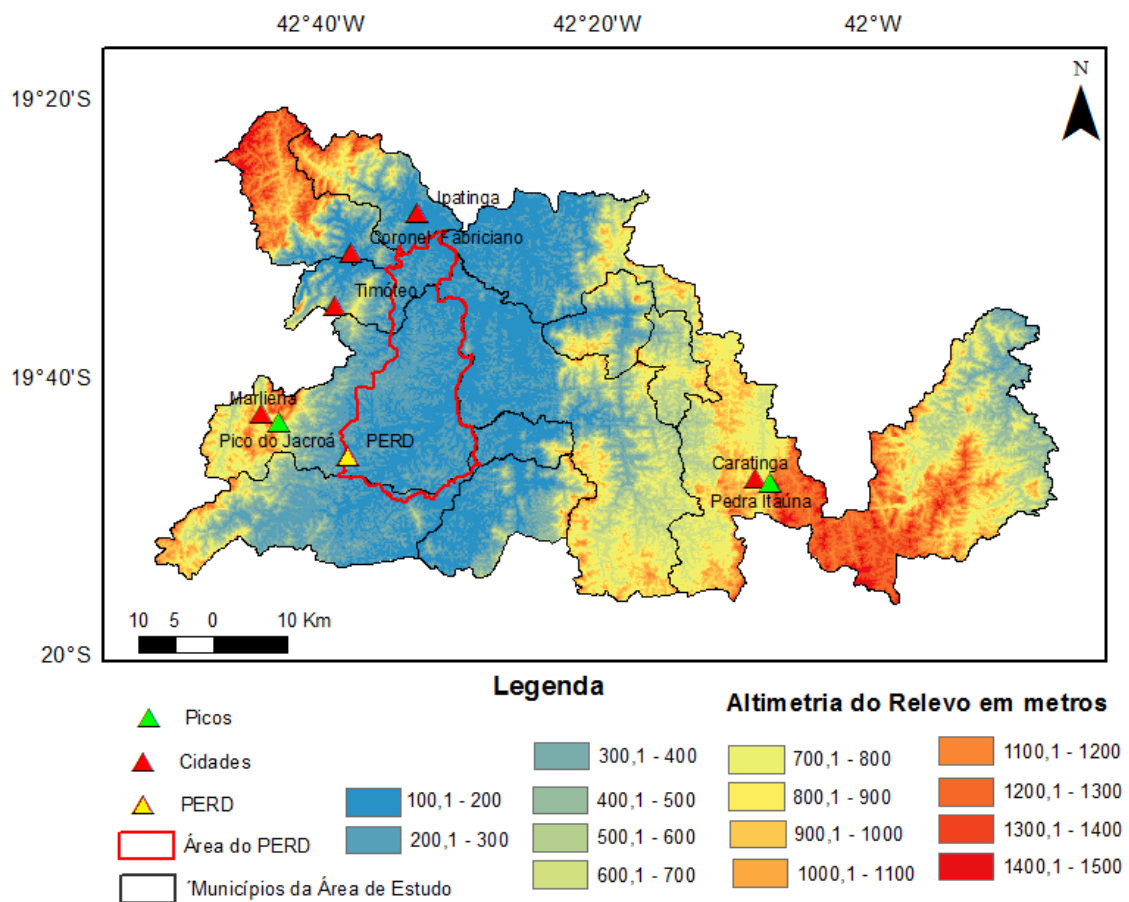 42°40'W 42°20'W 42°W
19°20'S
N
Ipatinga
Coronel Fabriciano
Timóteo
19°40'S
Marliéria
Pico do Jacroá
PERD
Caratinga
Pedra Itaúna
10 5 0 10 Km
20°S
Legenda
Altimetria do Relevo em metros
Picos
Cidades
PERD
Área do PERD
´Municípios da Área de Estudo
100,1 - 200
200,1 - 300
300,1 - 400
400,1 - 500
500,1 - 600
600,1 - 700
700,1 - 800
800,1 - 900
900,1 - 1000
1000,1 - 1100
1100,1 - 1200
1200,1 - 1300
1300,1 - 1400
1400,1 - 1500